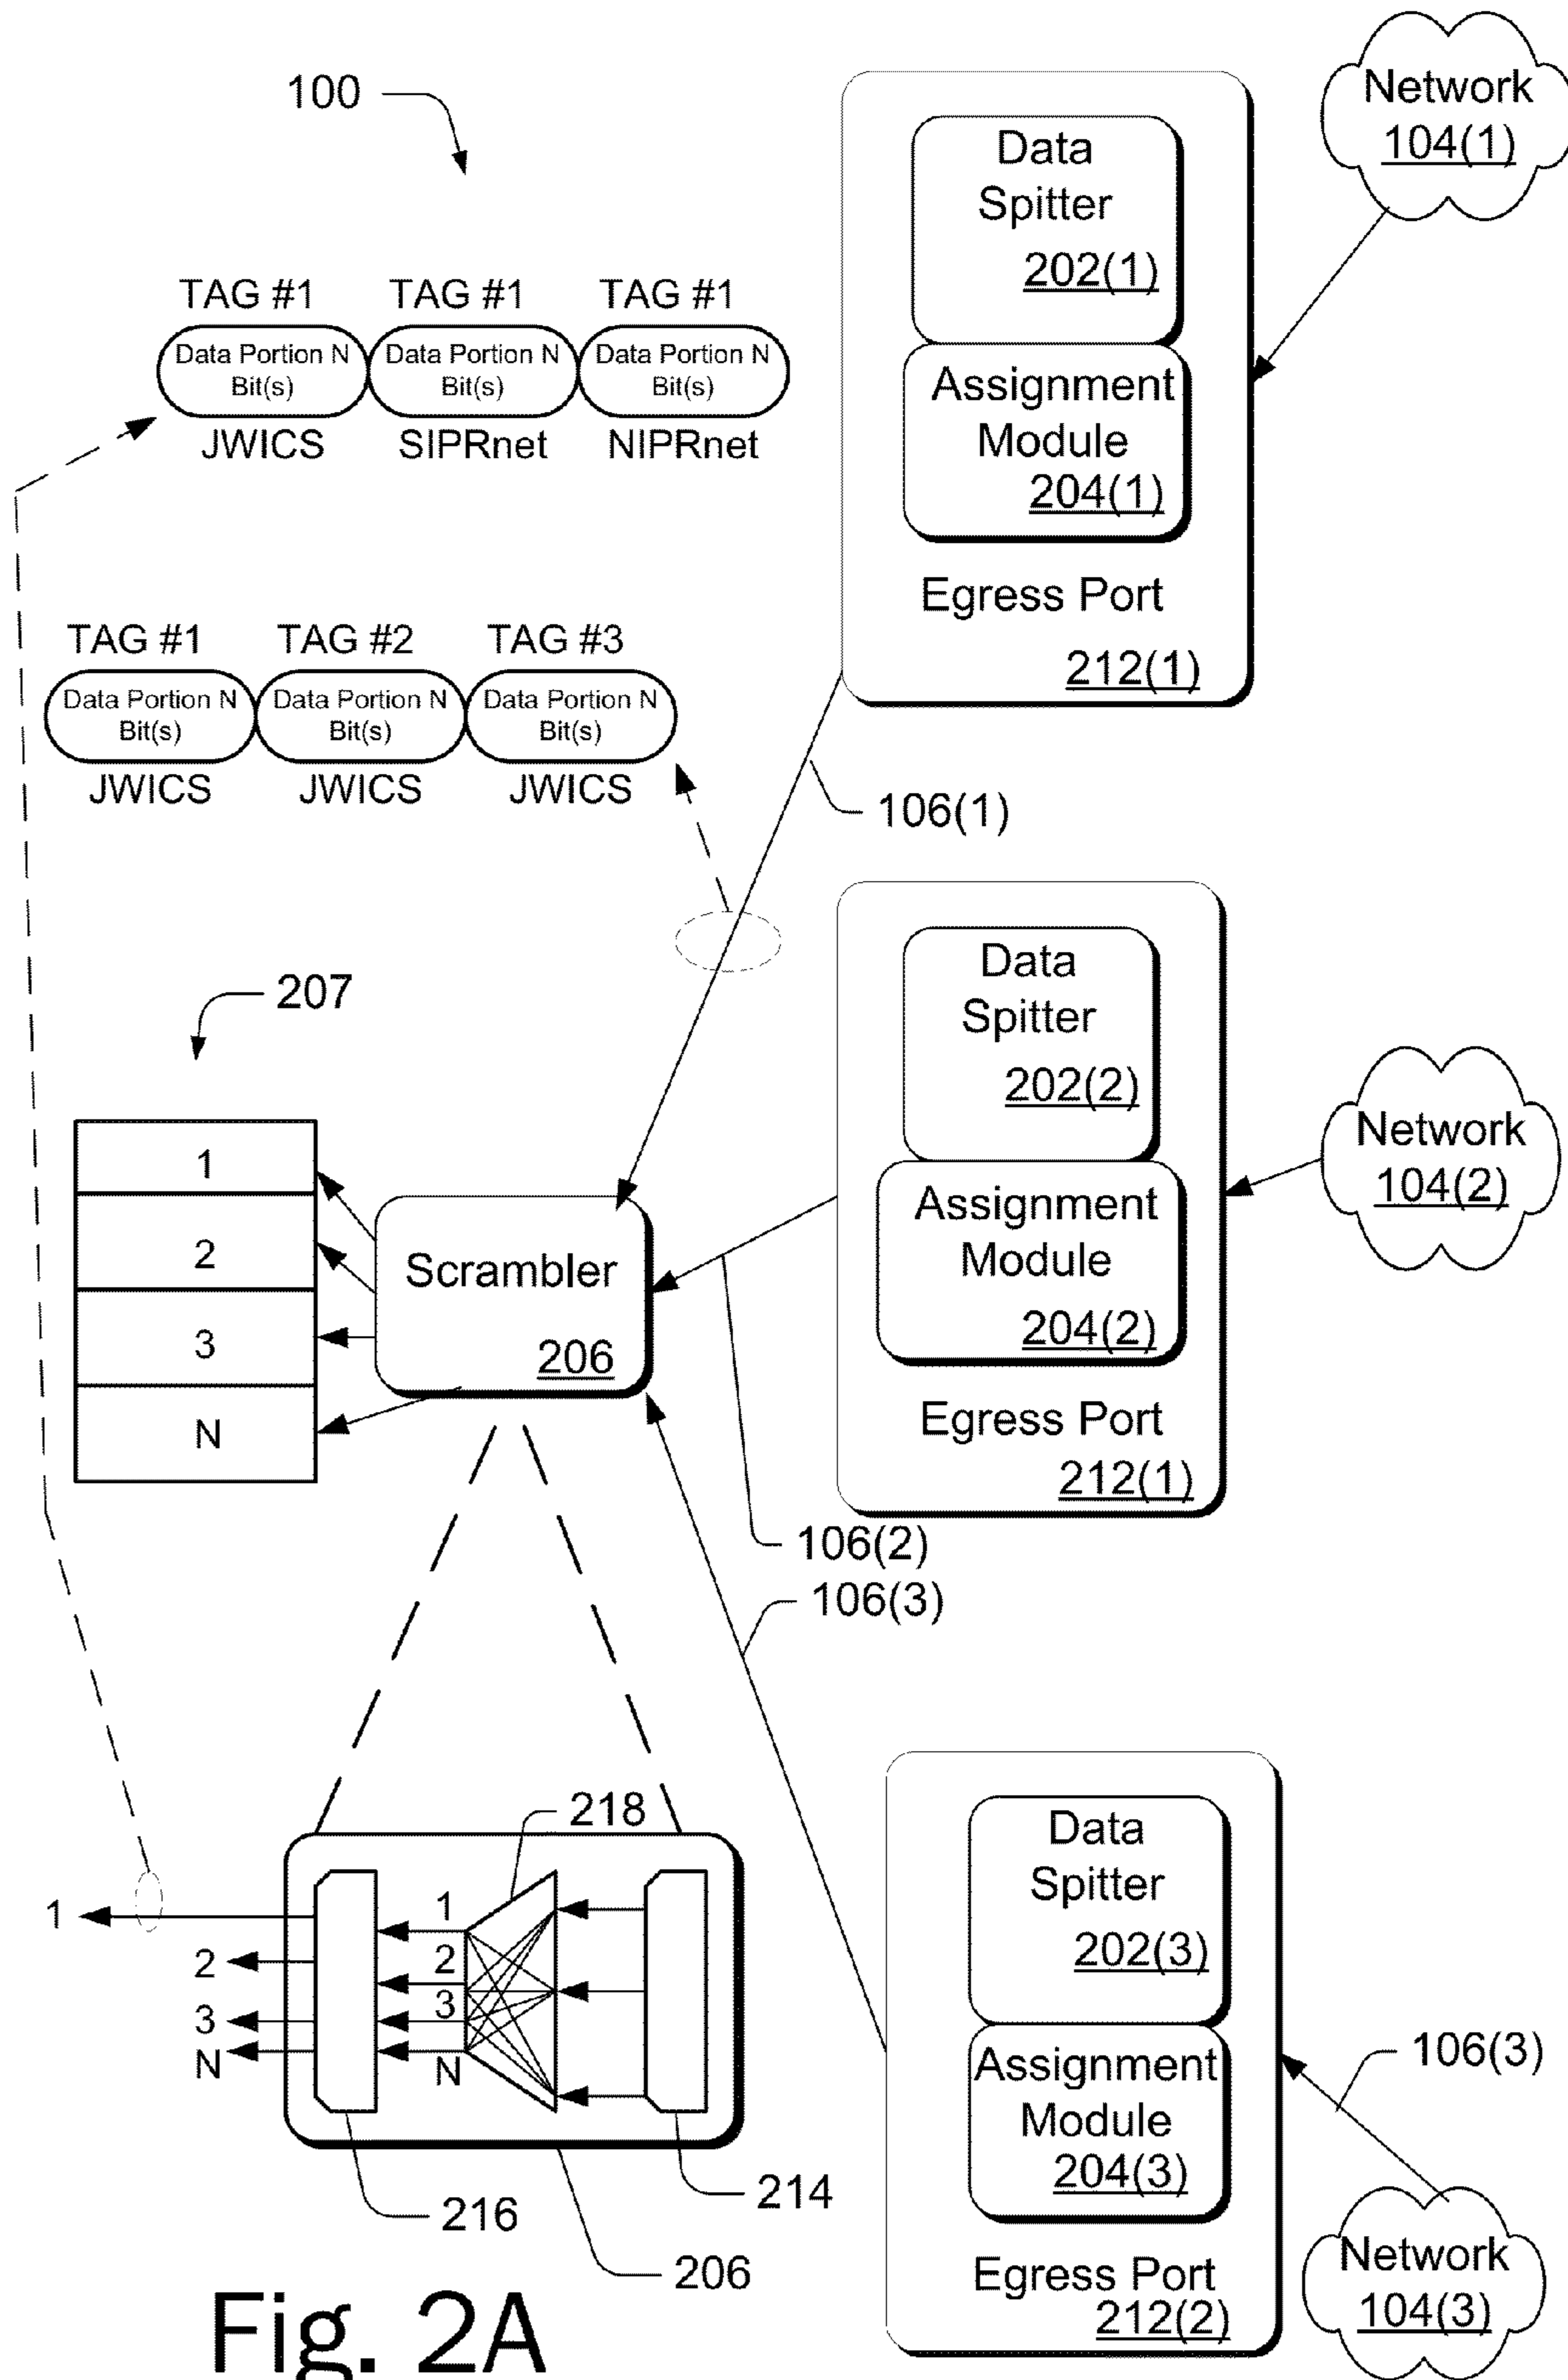 100
Network
104(1)
Data
Spitter
202(1)
Assignment
Module
204(1)
Egress Port
212(1)
TAG #1 TAG #1 TAG #1
Data Portion N Data Portion N Data Portion N
Bit(s) Bit(s) Bit(s)
JWICS SIPRnet NIPRnet
TAG #1 TAG #2 TAG #3
Data Portion N Data Portion N Data Portion N
Bit(s) Bit(s) Bit(s)
JWICS JWICS JWICS
106(1)
207
1
2
3
N
Scrambler
206
Data
Spitter
202(2)
Assignment
Module
204(2)
Egress Port
212(1)
Network
104(2)
106(2)
106(3)
218
1
2
3
N
1
2
3
N
216
214
206
Data
Spitter
202(3)
Assignment
Module
204(3)
Egress Port
212(2)
106(3)
Network
104(3)
Fig. 2A